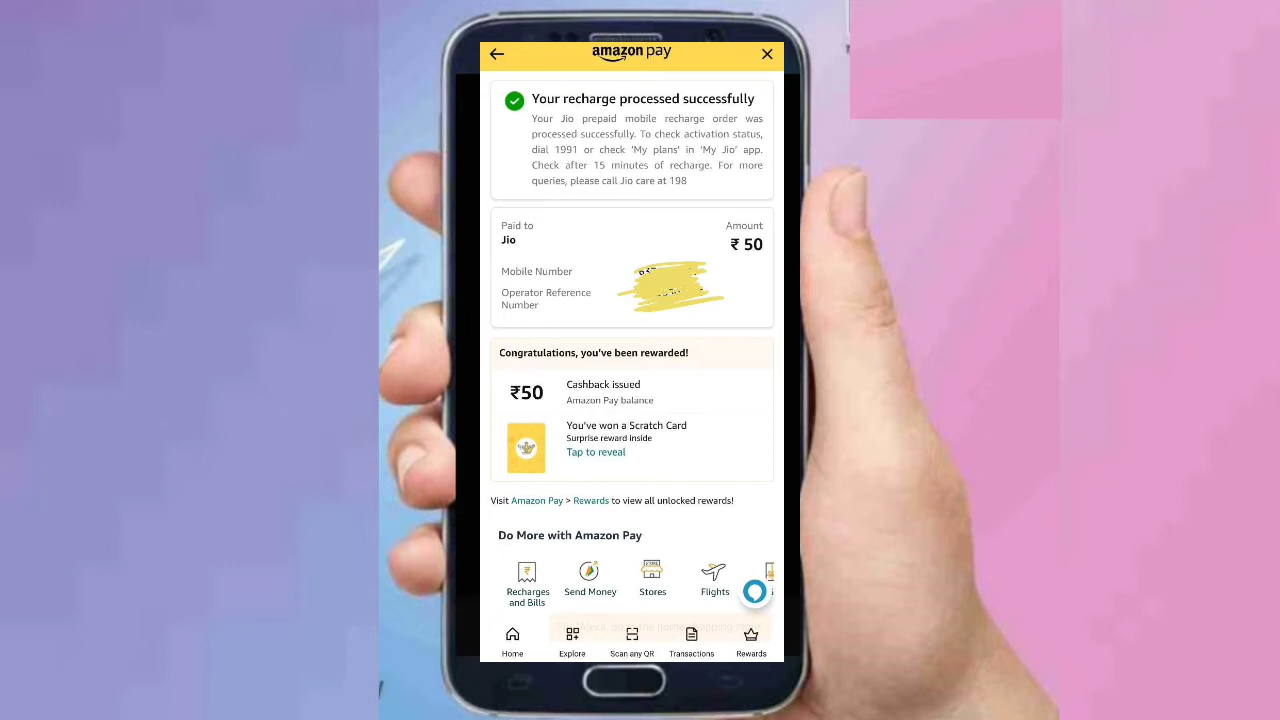 amazon pay
Your recharge processed successfully
Your Jio prepaid mobile recharge order was
processed successfully. To check activation status,
dial 1991 or check 'My plans' in 'My Jio' app.
Check after 15 minutes of recharge. For more
queries, please call Jio care at 198
Paid to
Amount
Jio
₹ 50
Mobile Number
Operator Reference
Number
Congratulations, you've been rewarded!
₹50
Cashback issued
Amazon Pay balance
You've won a Scratch Card
Surprise reward inside
Tap to reveal
Visit Amazon Pay > Rewards to view all unlocked rewards!
Do More with Amazon Pay
Recharges and Bills
Send Money
Stores
Flights
Home
Explore
Scan any QR
Transactions
Rewards